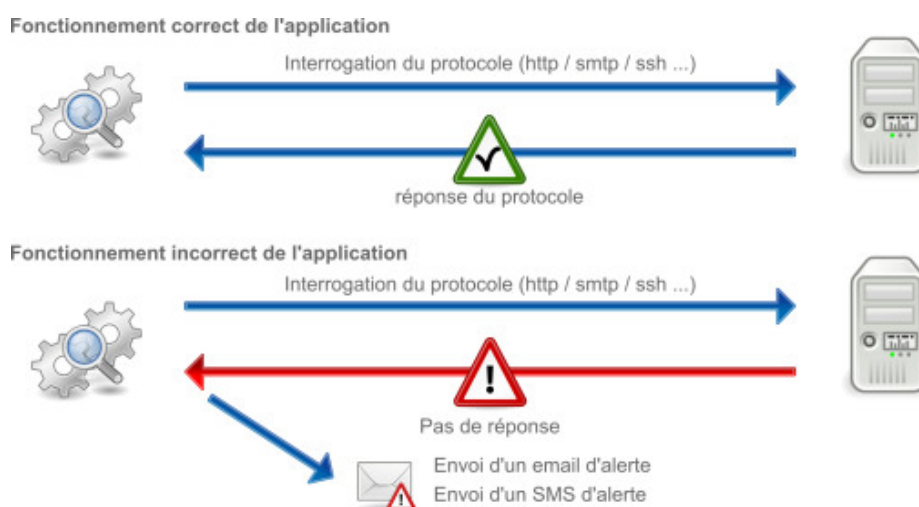 Fonctionnement correct de l'application
Interrogation du protocole (http / smtp / ssh ...)
réponse du protocole
Fonctionnement incorrect de l'application
Interrogation du protocole (http / smtp / ssh ...)
!
Pas de réponse
Envoi d'un email d'alerte
!
Envoi d'un SMS d'alerte